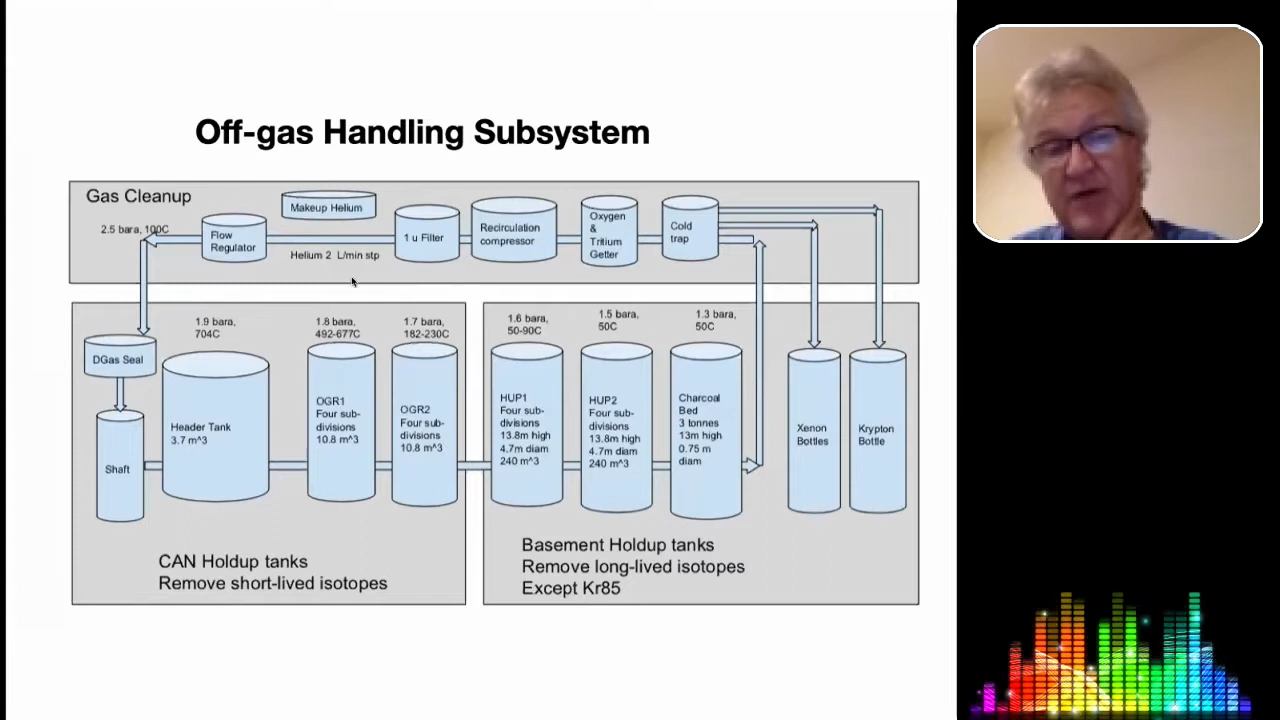 Off-gas Handling Subsystem
Gas Cleanup
Makeup Helium
2.5 bara, 100C
Flow
Regulator
Helium 2 L/min stp
1 u Filter
Recirculation
compressor
Oxygen
&
Tritium
Getter
Cold
trap
DGas Seal
Shaft
1.9 bara,
704C
Header Tank
3.7 m^3
1.8 bara,
492-677C
OGR1
Four sub-
divisions
10.8 m^3
1.7 bara,
182-230C
OGR2
Four sub-
divisions
10.8 m^3
CAN Holdup tanks
Remove short-lived isotopes
1.6 bara,
50-90C
HUP1
Four sub-
divisions
13.8m high
4.7m diam
240 m^3
1.5 bara,
50C
HUP2
Four sub-
divisions
13.8m high
4.7m diam
240 m^3
1.3 bara,
50C
Charcoal
Bed
3 tonnes
13m high
0.75 m
diam
Xenon
Bottles
Krypton
Bottle
Basement Holdup tanks
Remove long-lived isotopes
Except Kr85